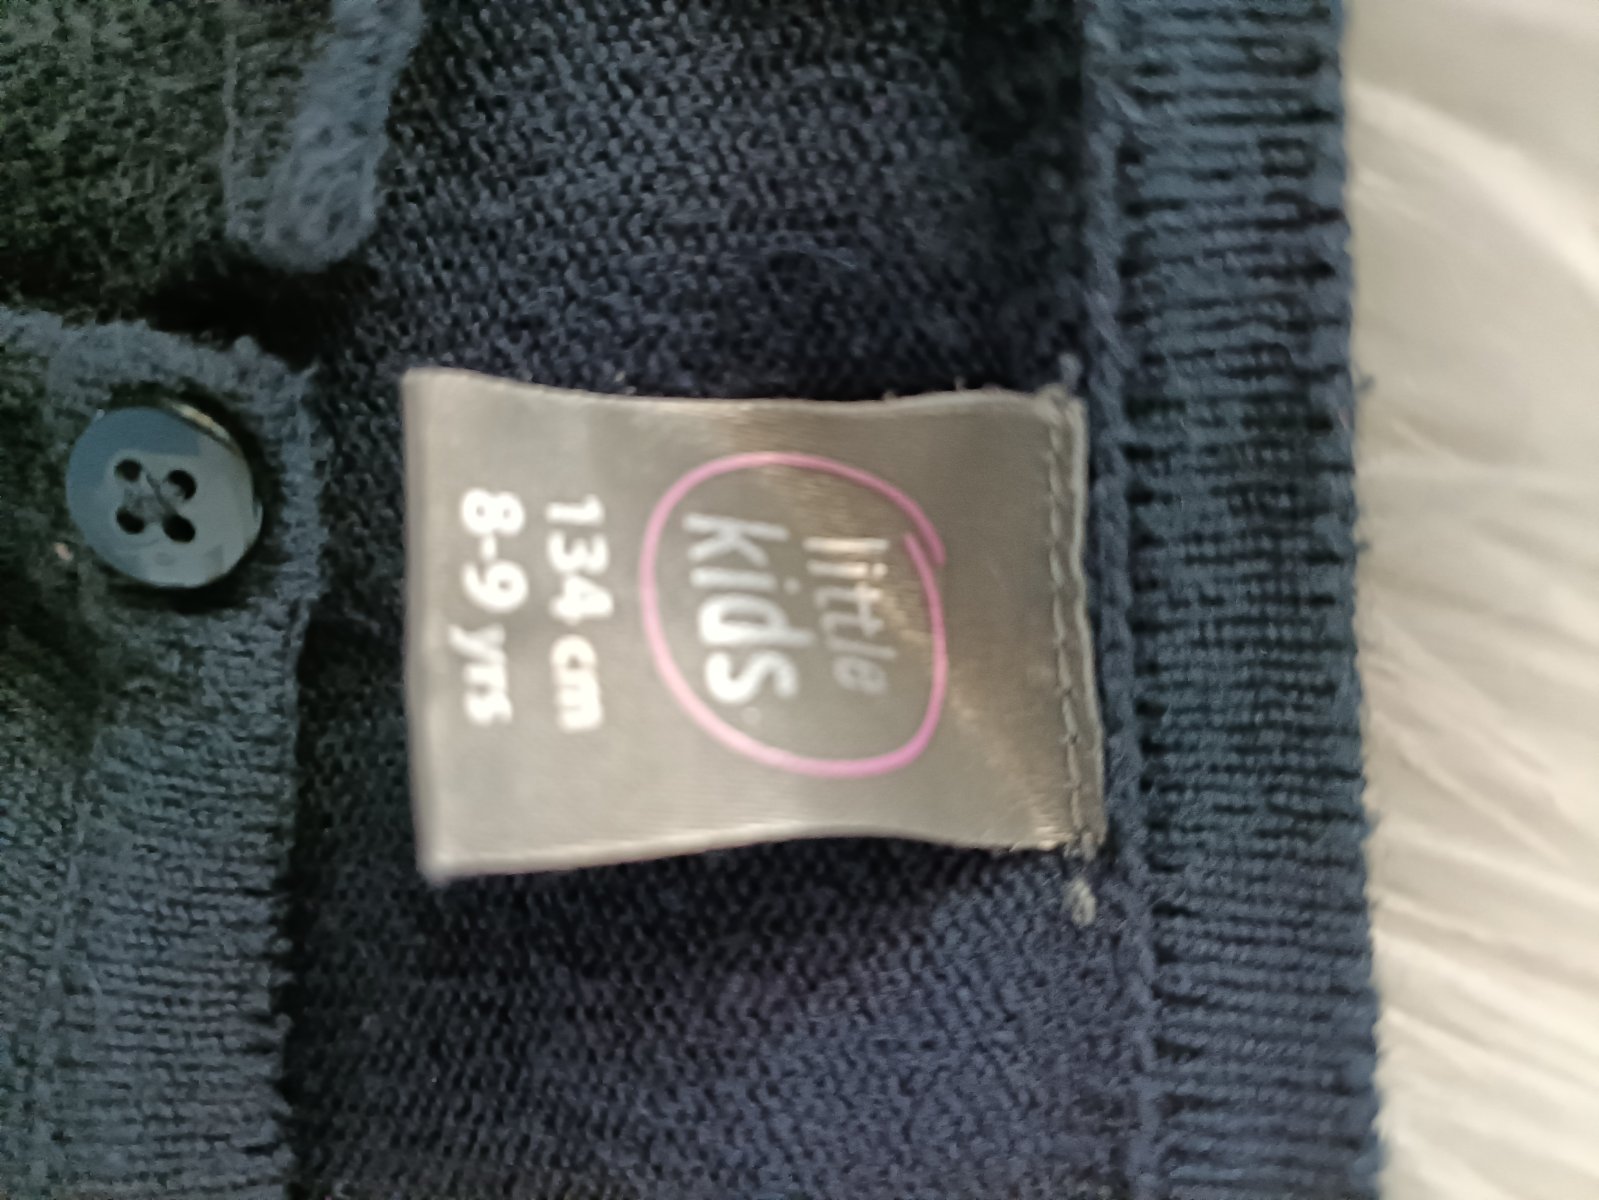 little
kids
134 cm
8-9 yrs